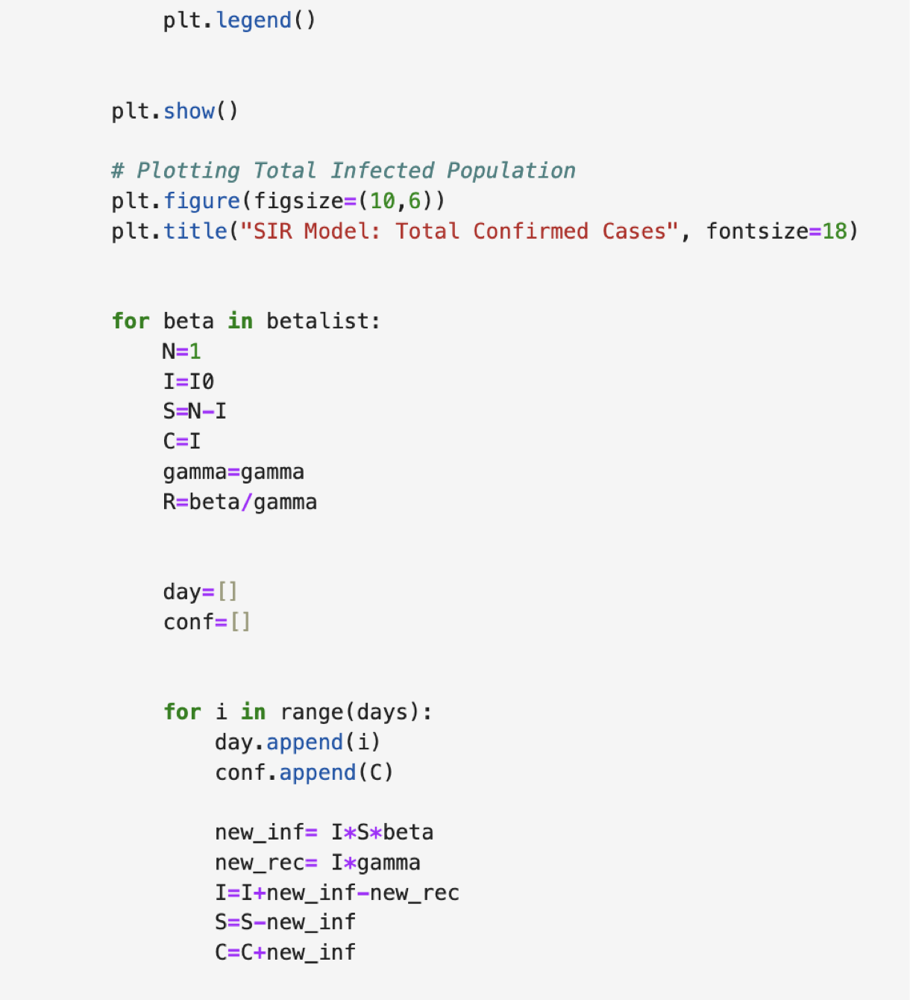 plt.legend()
plt.show()
# Plotting Total Infected Population
plt.figure(figsize=(10,6))
plt.title("SIR Model: Total Confirmed Cases", fontsize=18)
for beta in betalist:
N=1
I=I0
S=N-I
C=I
gamma=gamma
R=beta/gamma
day=[]
conf=[]
for i in range(days):
day.append(i)
conf.append(C)
new_inf= I*S*beta
new_rec= I*gamma
I=I+new_inf-new_rec
S=S-new_inf
C=C+new_inf